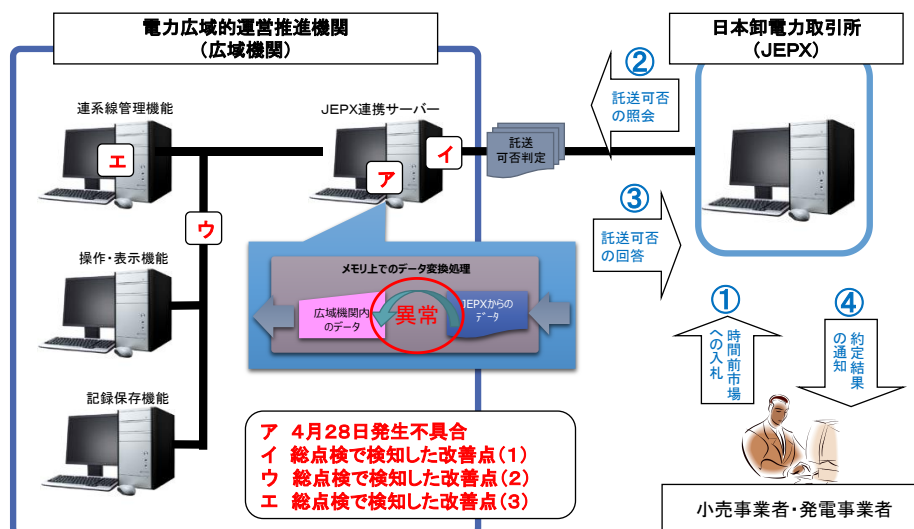 電力広域的運営推進機関
（広域機関）
日本卸電力取引所
（JEPX）
②
託送可否
の照会
連系線管理機能
JEPX連携サーバー
エ
イ
ア
託送
可否判定
③
託送可否
の回答
ウ
操作・表示機能
メモリ上でのデータ変換処理
広域機関内
のデータ
異常
JEPXからの
データ
①
時間前市場
への入札
④
約定結果
の通知
記録保存機能
ア 4月28日発生不具合
イ 総点検で検知した改善点（1）
ウ 総点検で検知した改善点（2）
エ 総点検で検知した改善点（3）
小売事業者・発電事業者